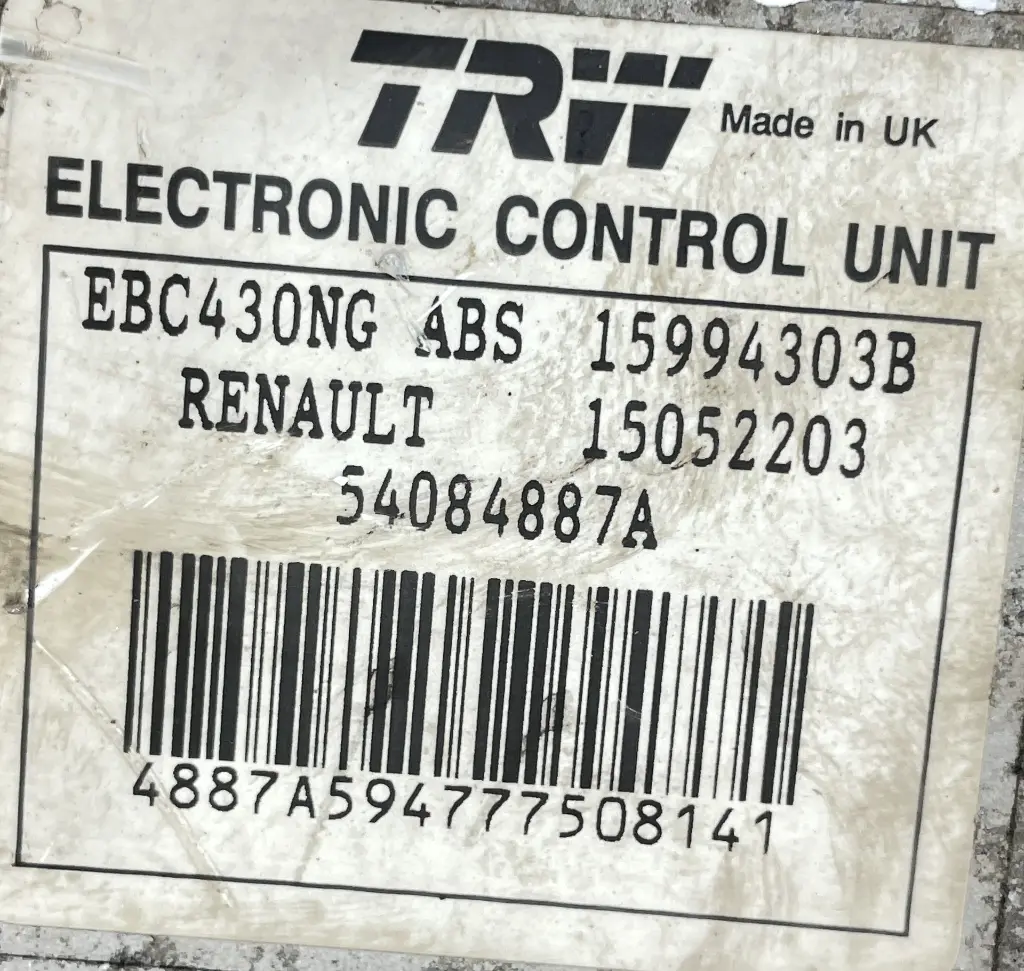 TRW Made in UK
ELECTRONIC CONTROL UNIT
EBC430NG ABS 15994303B
RENAULT 15052203
54084887A
4887A594777508141